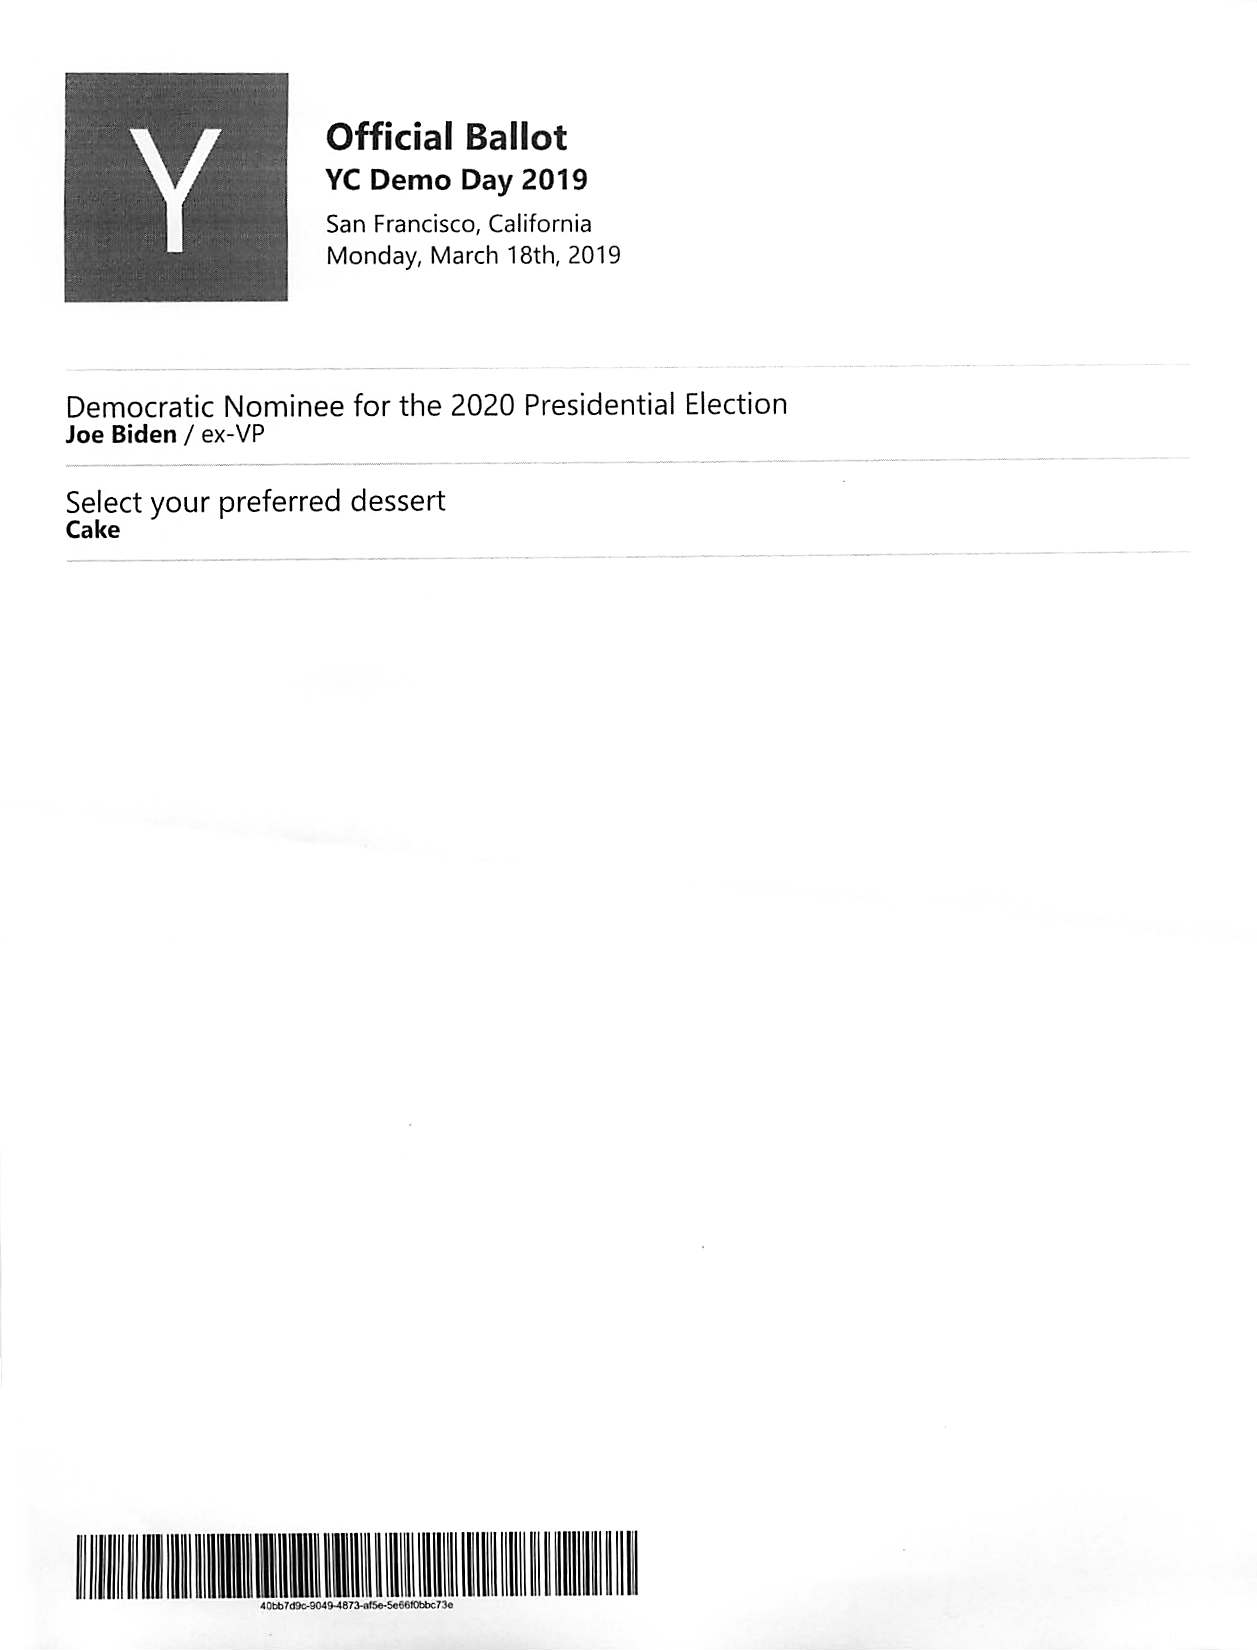 Y
Official Ballot
YC Demo Day 2019
San Francisco, California
Monday, March 18th, 2019
Democratic Nominee for the 2020 Presidential Election
Joe Biden / ex-VP
Select your preferred dessert
Cake
40bb7d9c-9049-4873-af5e-5e66f0bbc73e